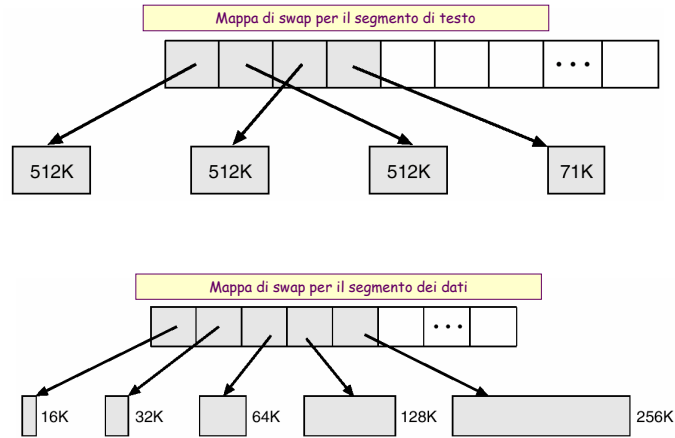 Mappa di swap per il segmento di testo
• • •
512K 512K 512K 71K
Mappa di swap per il segmento dei dati
• • •
16K 32K 64K 128K 256K